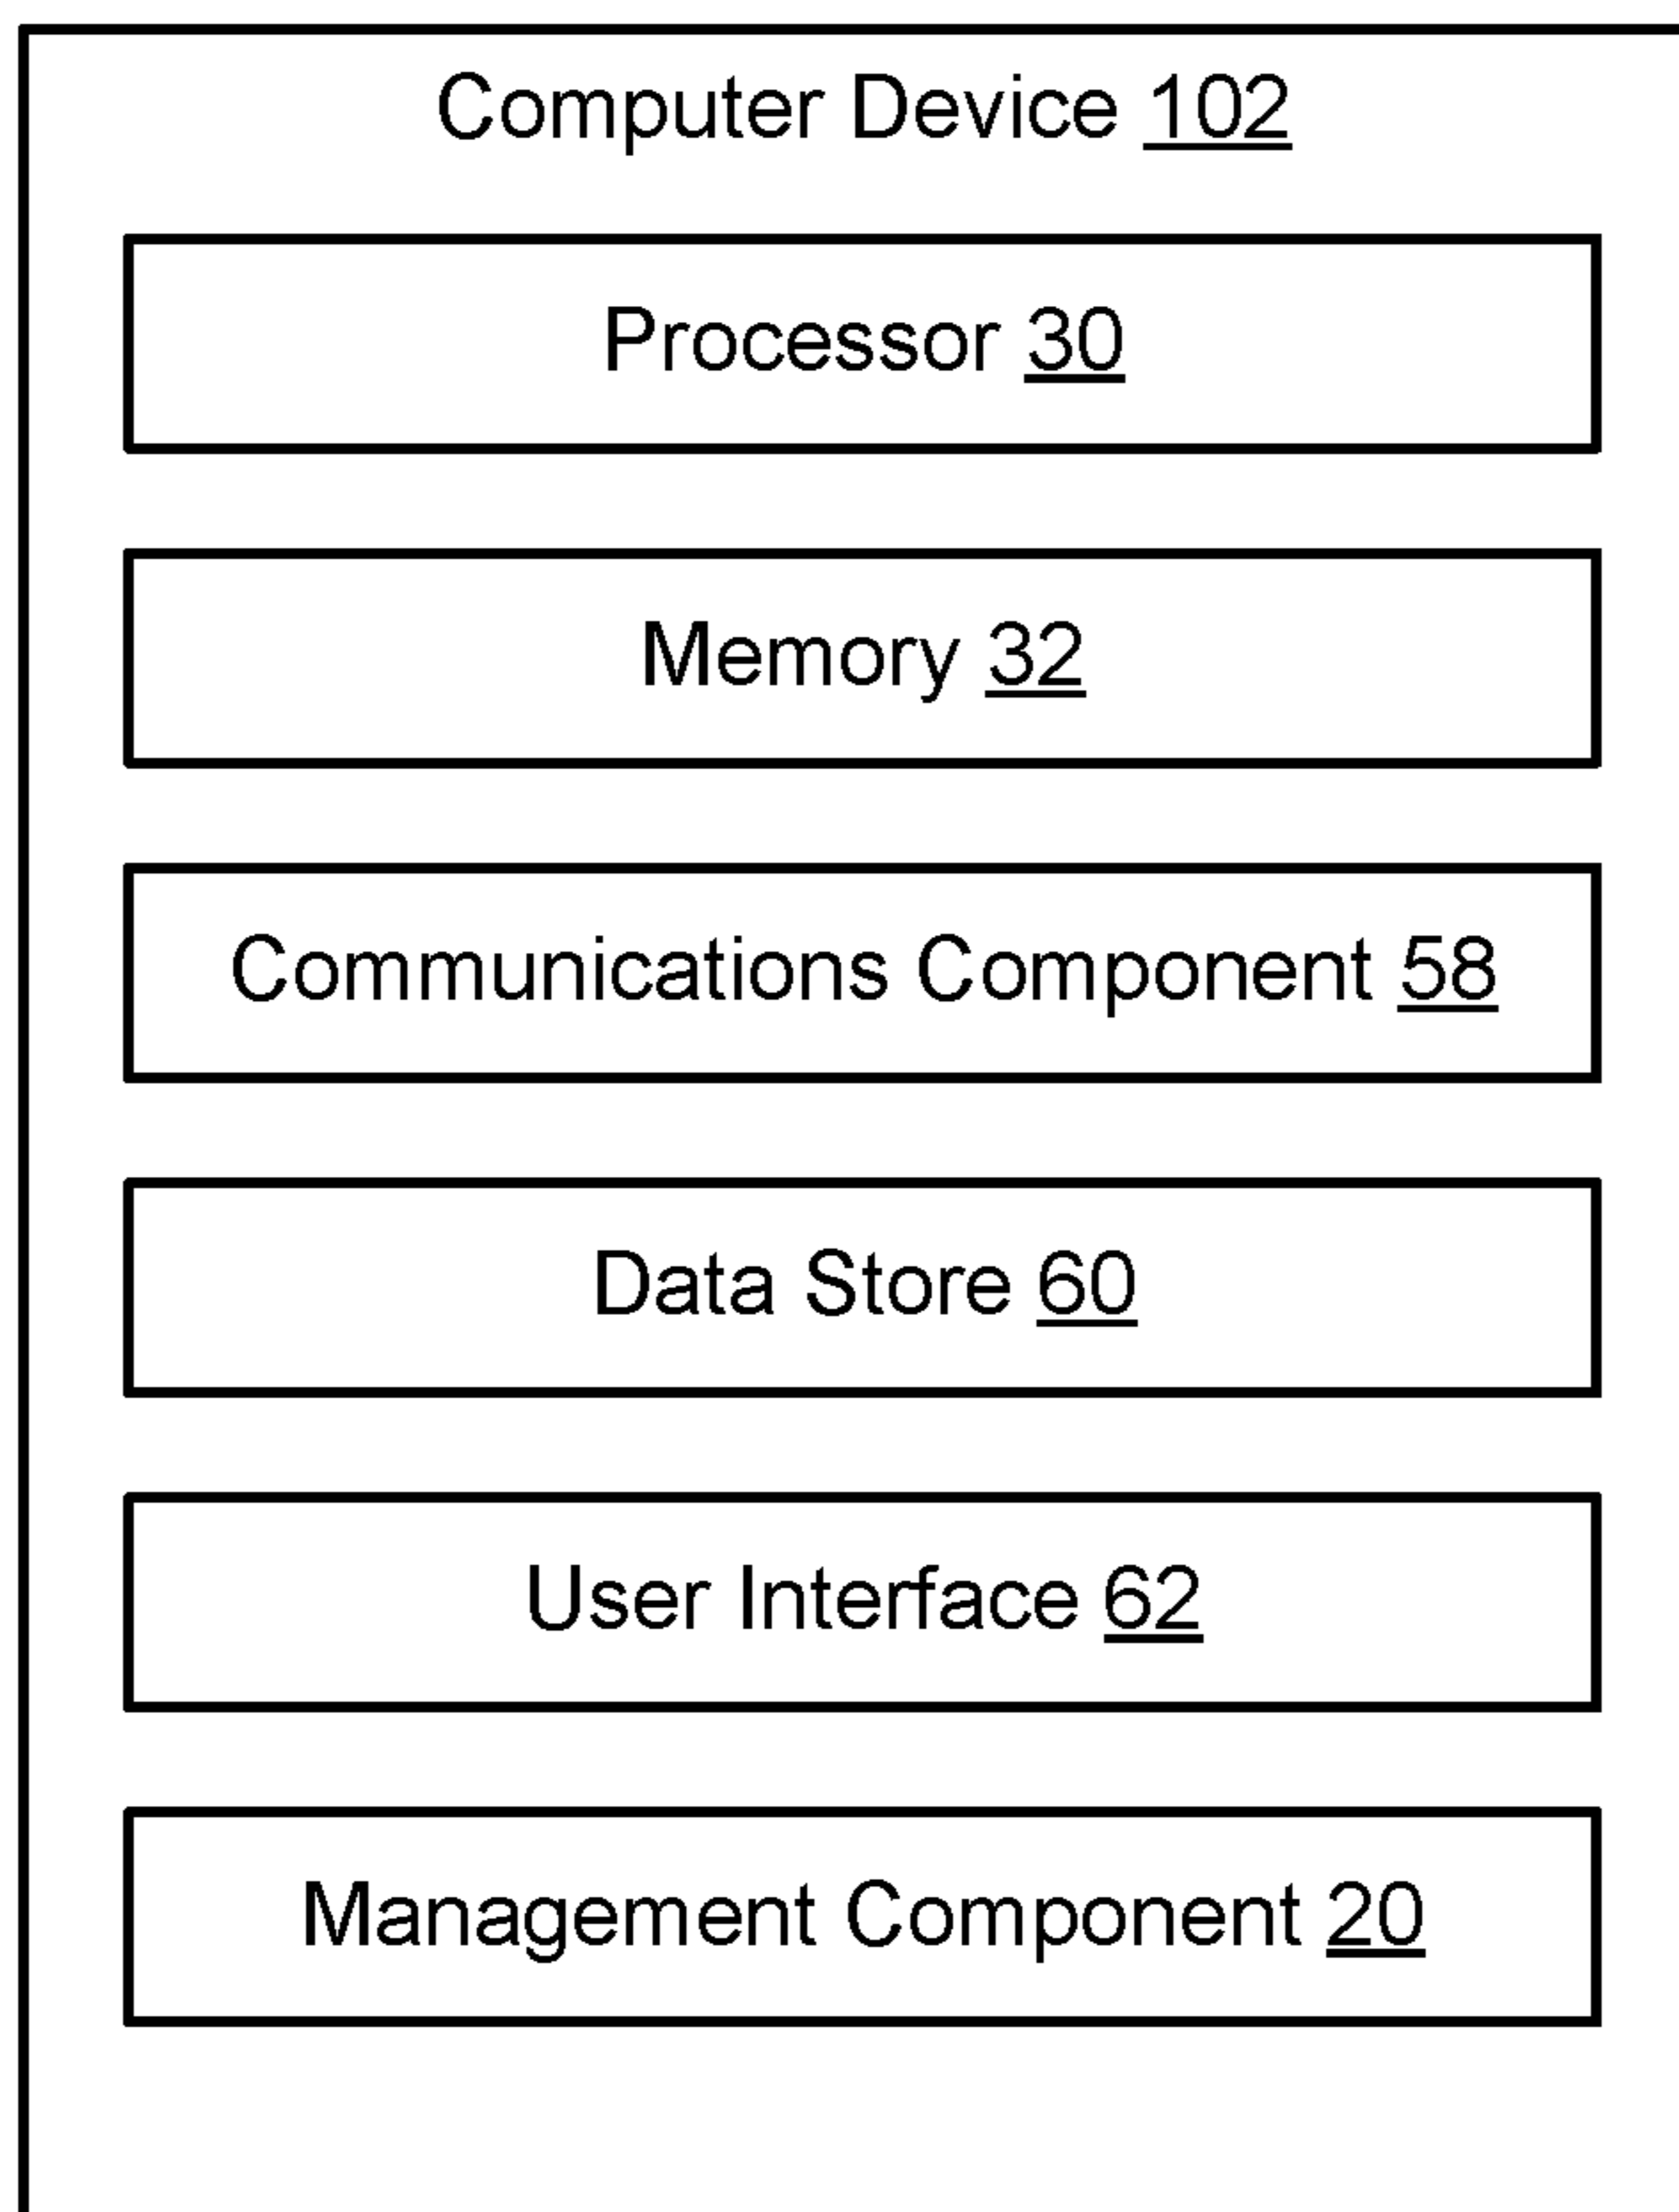 Computer Device 102
Processor 30
Memory 32
Communications Component 58
Data Store 60
User Interface 62
Management Component 20